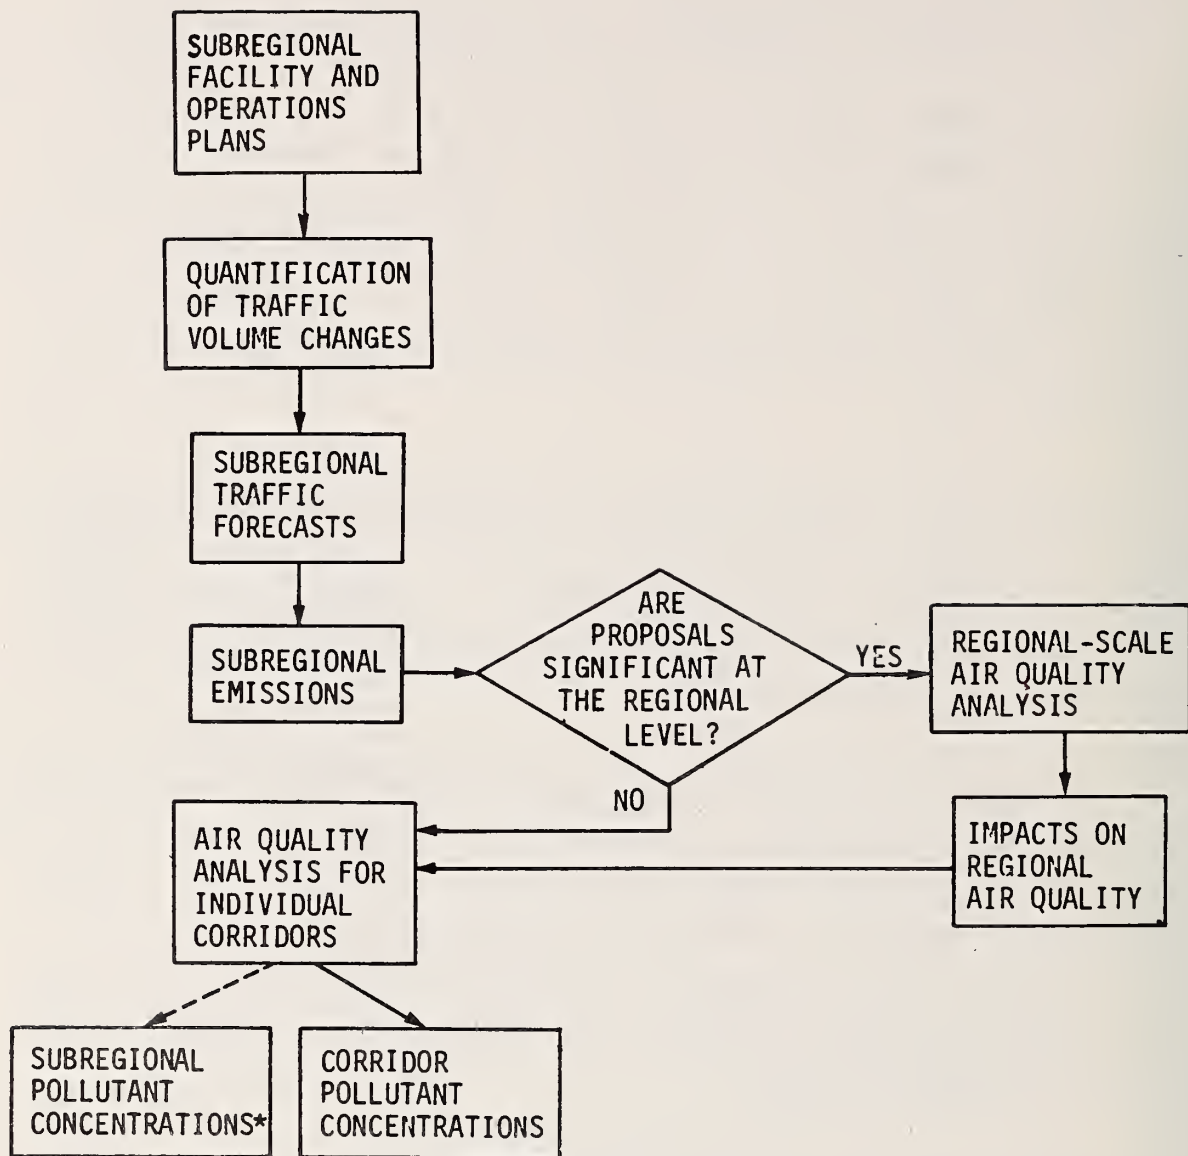 SUBREGIONAL
FACILITY AND
OPERATIONS
PLANS
QUANTIFICATION
OF TRAFFIC
VOLUME CHANGES
SUBREGIONAL
TRAFFIC
FORECASTS
SUBREGIONAL
EMISSIONS
ARE
PROPOSALS
SIGNIFICANT AT
THE REGIONAL
LEVEL?
YES
REGIONAL-SCALE
AIR QUALITY
ANALYSIS
NO
IMPACTS ON
REGIONAL
AIR QUALITY
AIR QUALITY
ANALYSIS FOR
INDIVIDUAL
CORRIDORS
SUBREGIONAL
POLLUTANT
CONCENTRATIONS*
CORRIDOR
POLLUTANT
CONCENTRATIONS